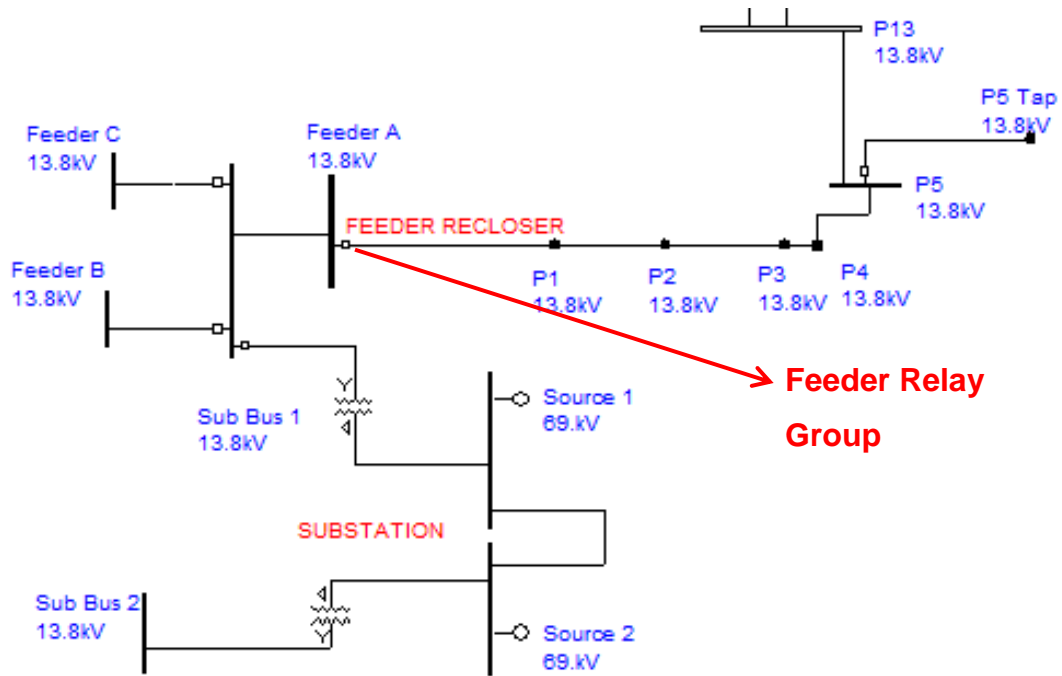 P13
13.8kV
P5 Tap
13.8kV
Feeder C
13.8kV
Feeder A
13.8kV
P5
13.8kV
FEEDER RECLOSER
Feeder B
13.8kV
P1
13.8kV
P2
13.8kV
P3
13.8kV
P4
13.8kV
Feeder Relay
Group
Source 1
69.kV
Sub Bus 1
13.8kV
SUBSTATION
Sub Bus 2
13.8kV
Source 2
69.kV